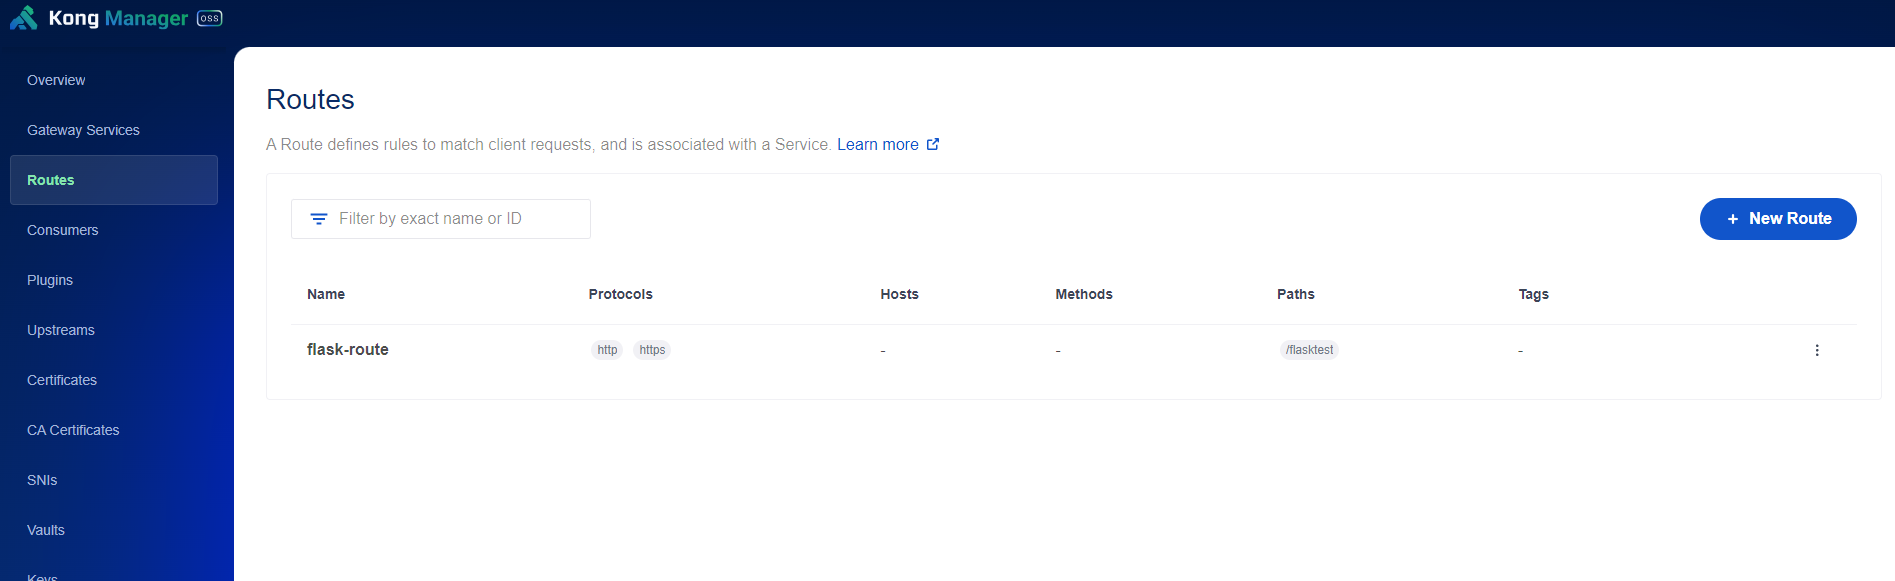 Kong Manager OSS
Overview
Gateway Services
Routes
Consumers
Plugins
Upstreams
Certificates
CA Certificates
SNIs
Vaults
Keys
Routes
A Route defines rules to match client requests, and is associated with a Service. Learn more
Filter by exact name or ID
+ New Route
Name Protocols Hosts Methods Paths Tags
flask-route http https - - /flasktest -